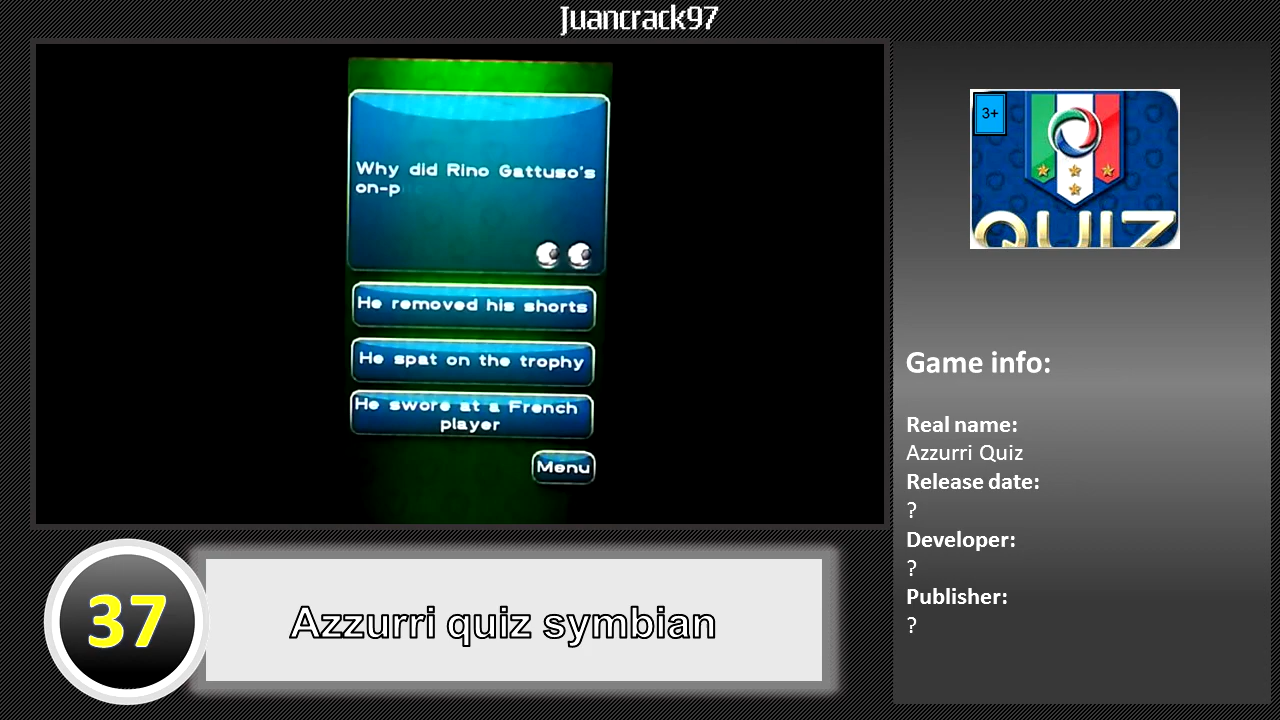 Juancrack97
Why did Rino Gattuso's
on-p
He removed his shorts
He spat on the trophy
He swore at a French
player
Menu
3+
QUIZ
Game info:
Real name:
Azzurri Quiz
Release date:
?
Developer:
?
Publisher:
?
37
Azzurri quiz symbian